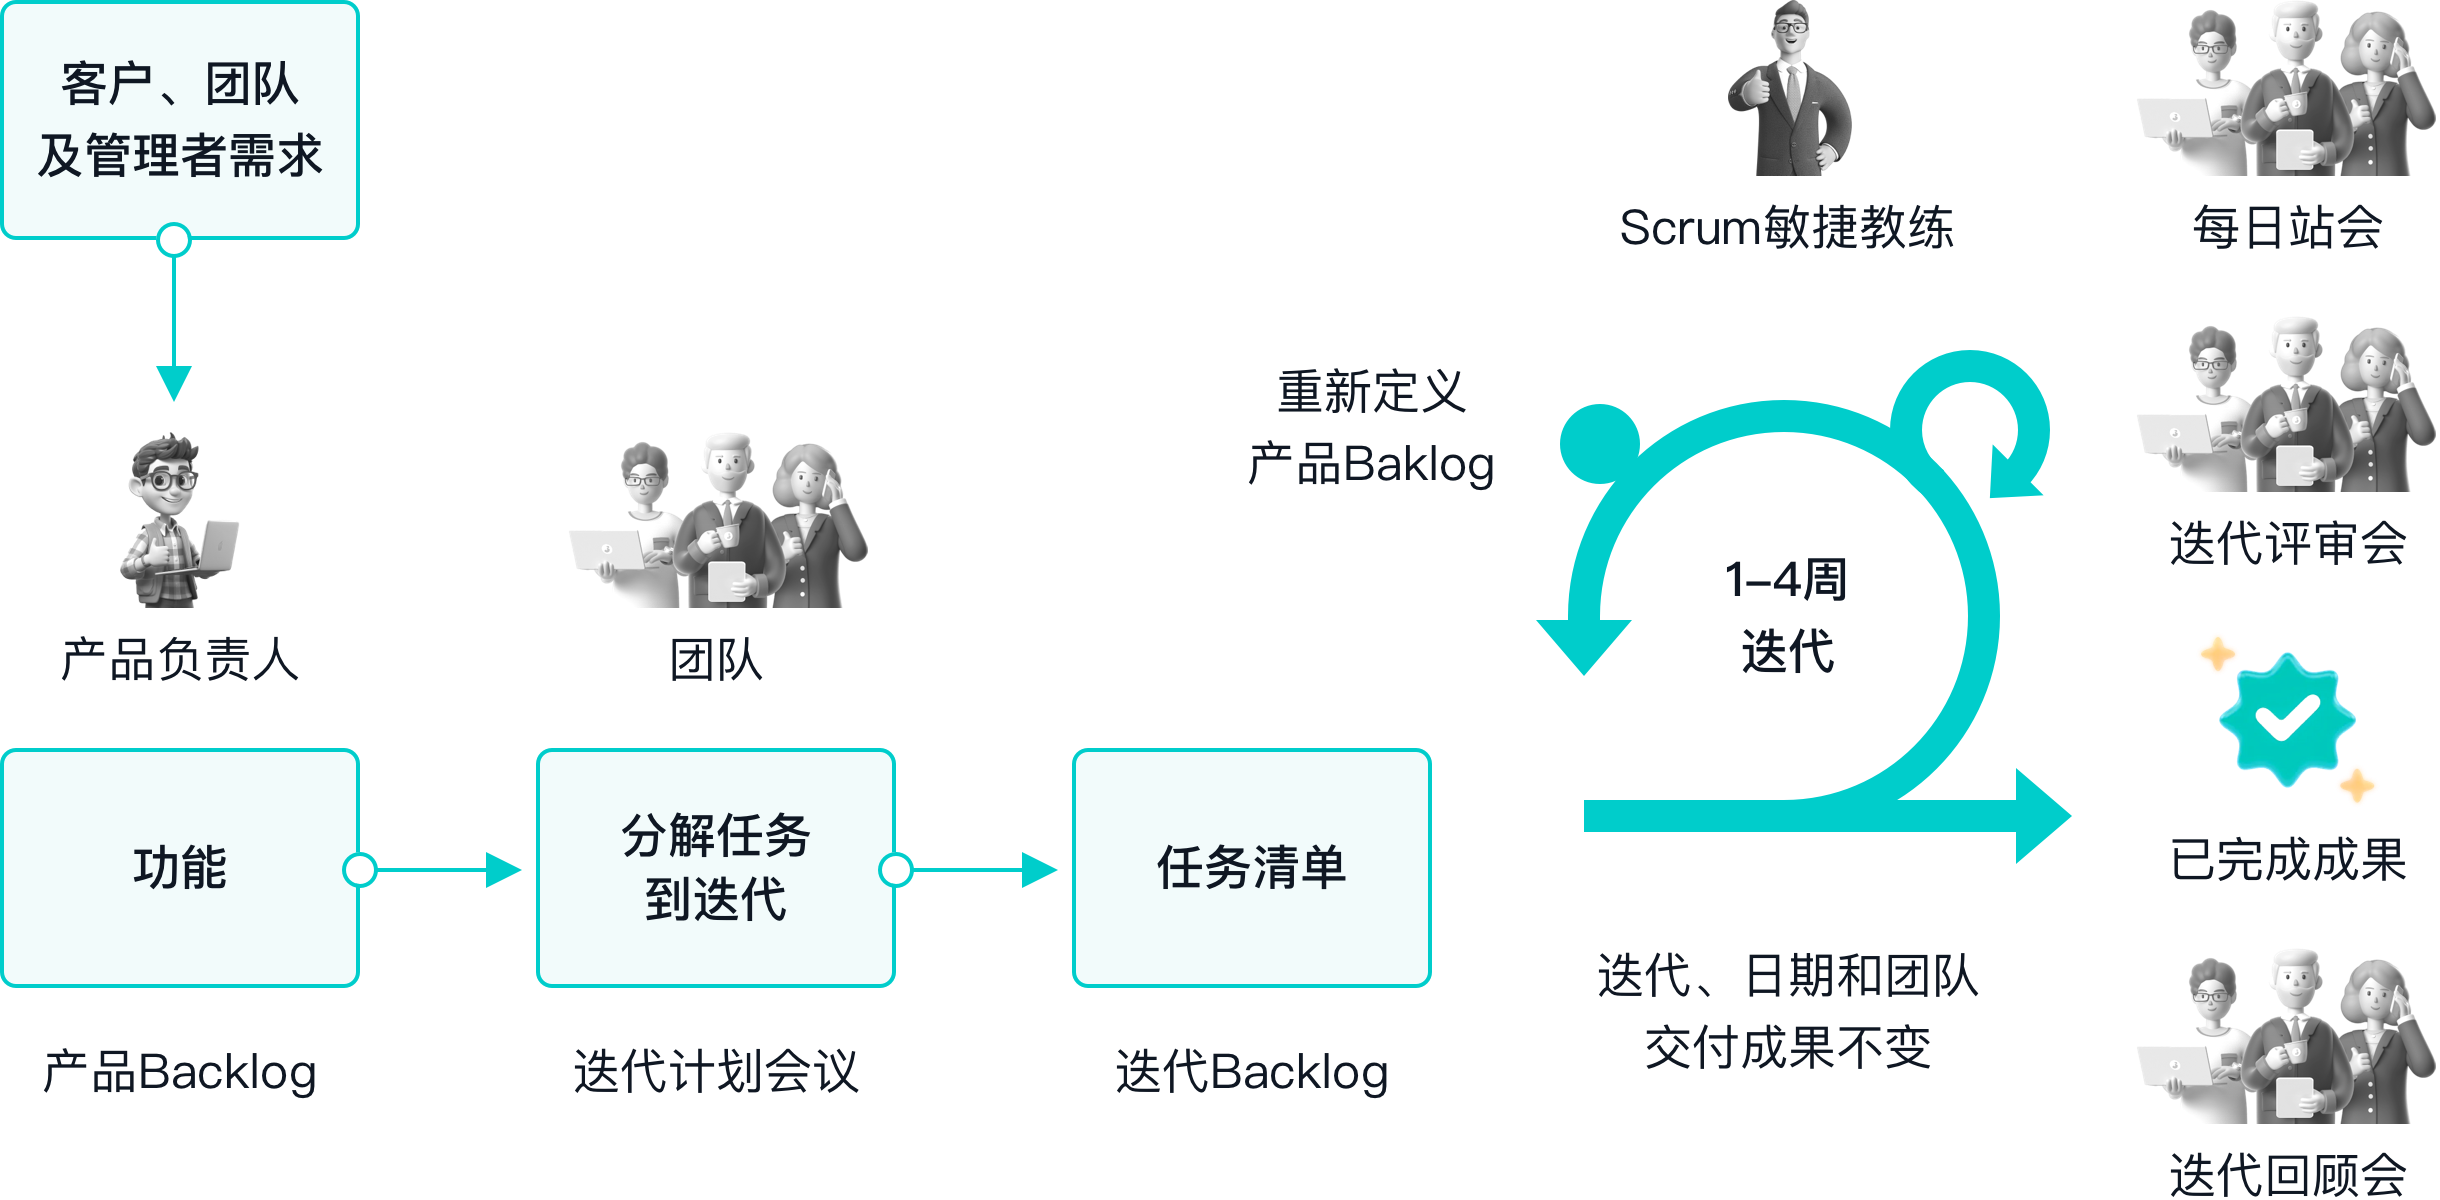 客户、团队
及管理者需求
产品负责人
团队
功能
分解任务
到迭代
任务清单
产品Backlog
迭代计划会议
迭代Backlog
重新定义
产品Baklog
Scrum敏捷教练
1-4周
迭代
迭代、日期和团队
交付成果不变
每日站会
迭代评审会
已完成成果
迭代回顾会